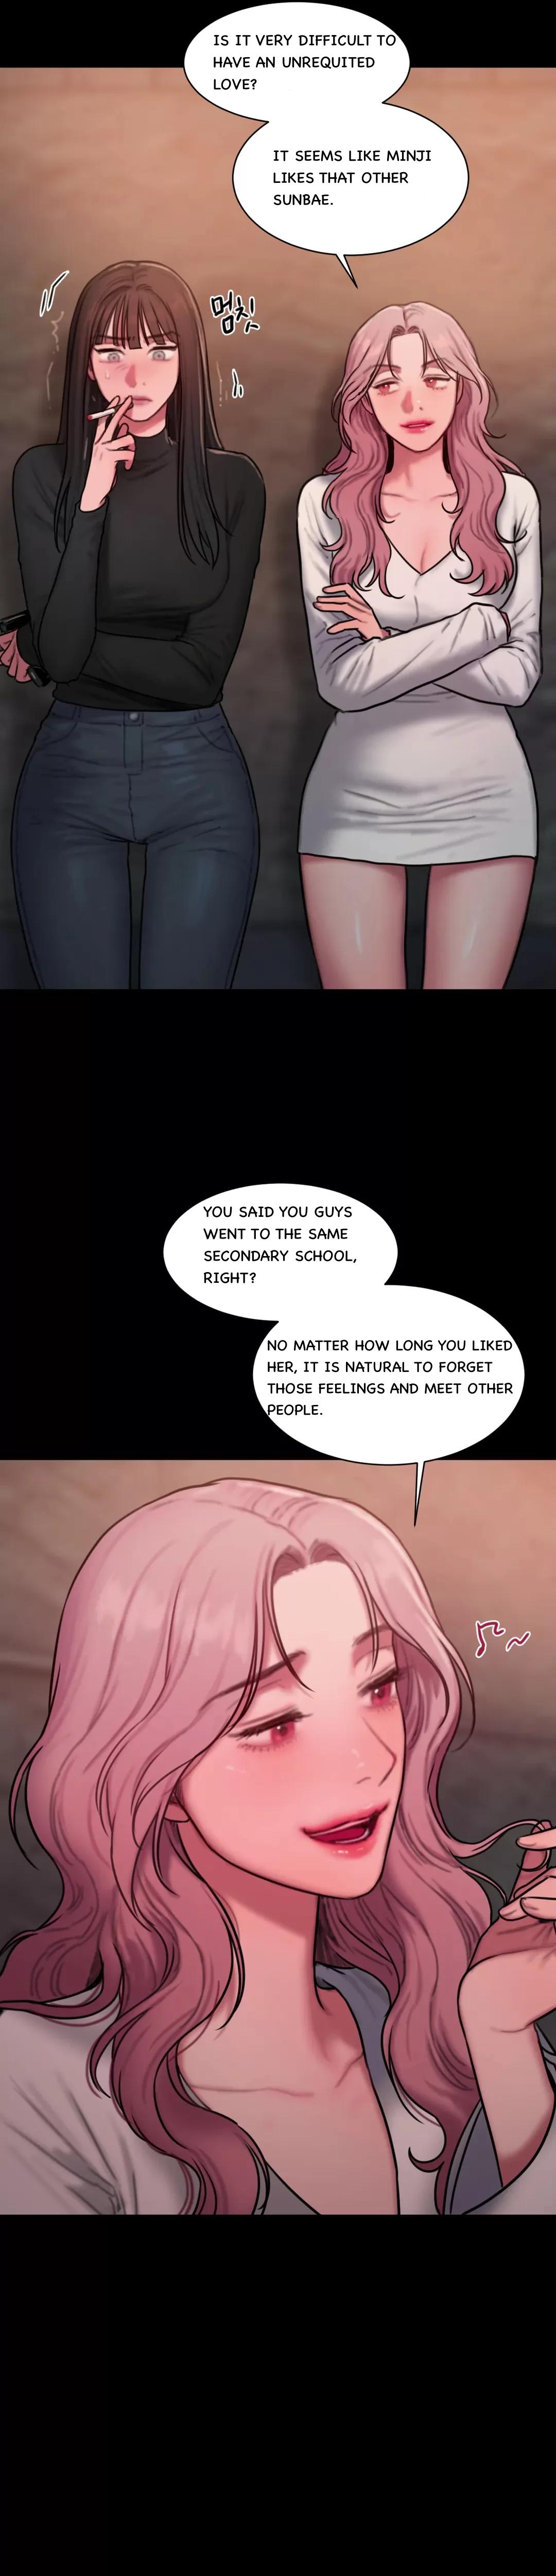 IS IT VERY DIFFICULT TO
HAVE AN UNREQUITED
LOVE?
IT SEEMS LIKE MINJI
LIKES THAT OTHER
SUNBAE.
멈칫
YOU SAID YOU GUYS
WENT TO THE SAME
SECONDARY SCHOOL,
RIGHT?
NO MATTER HOW LONG YOU LIKED
HER, IT IS NATURAL TO FORGET
THOSE FEELINGS AND MEET OTHER
PEOPLE.